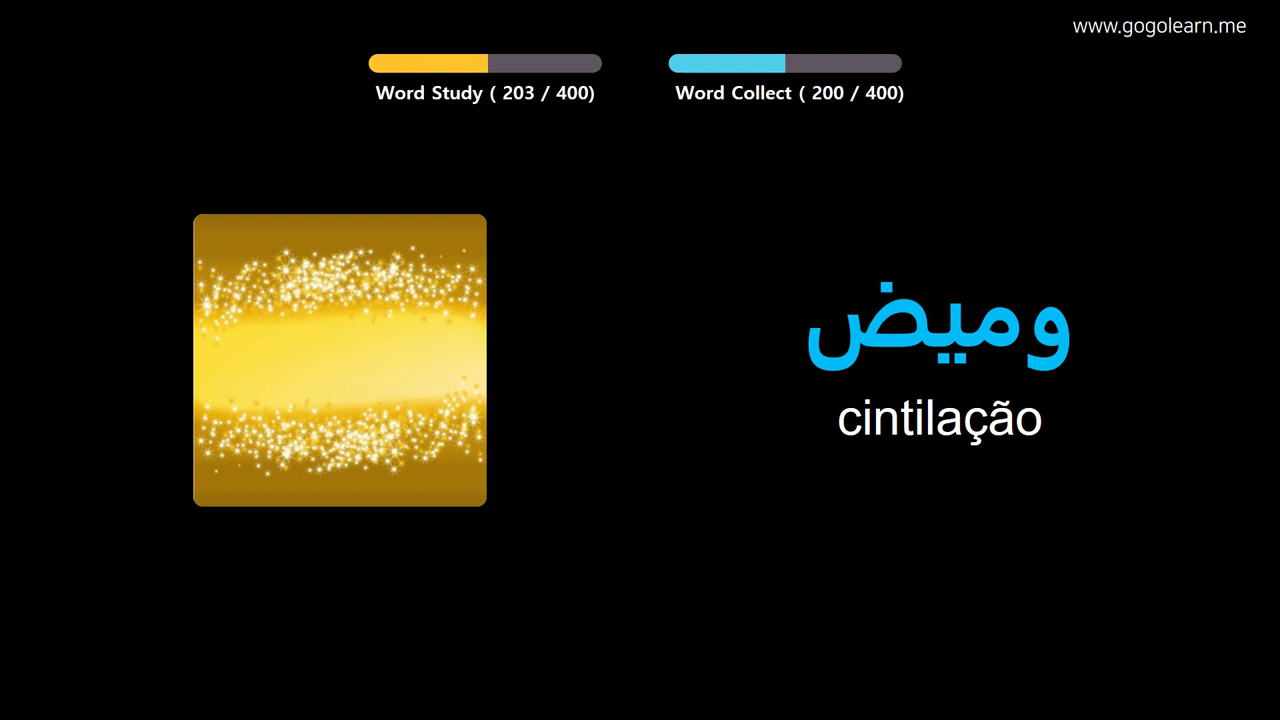 www.gogolearn.me
Word Study ( 203 / 400)
Word Collect ( 200 / 400)
وميض
cintilação